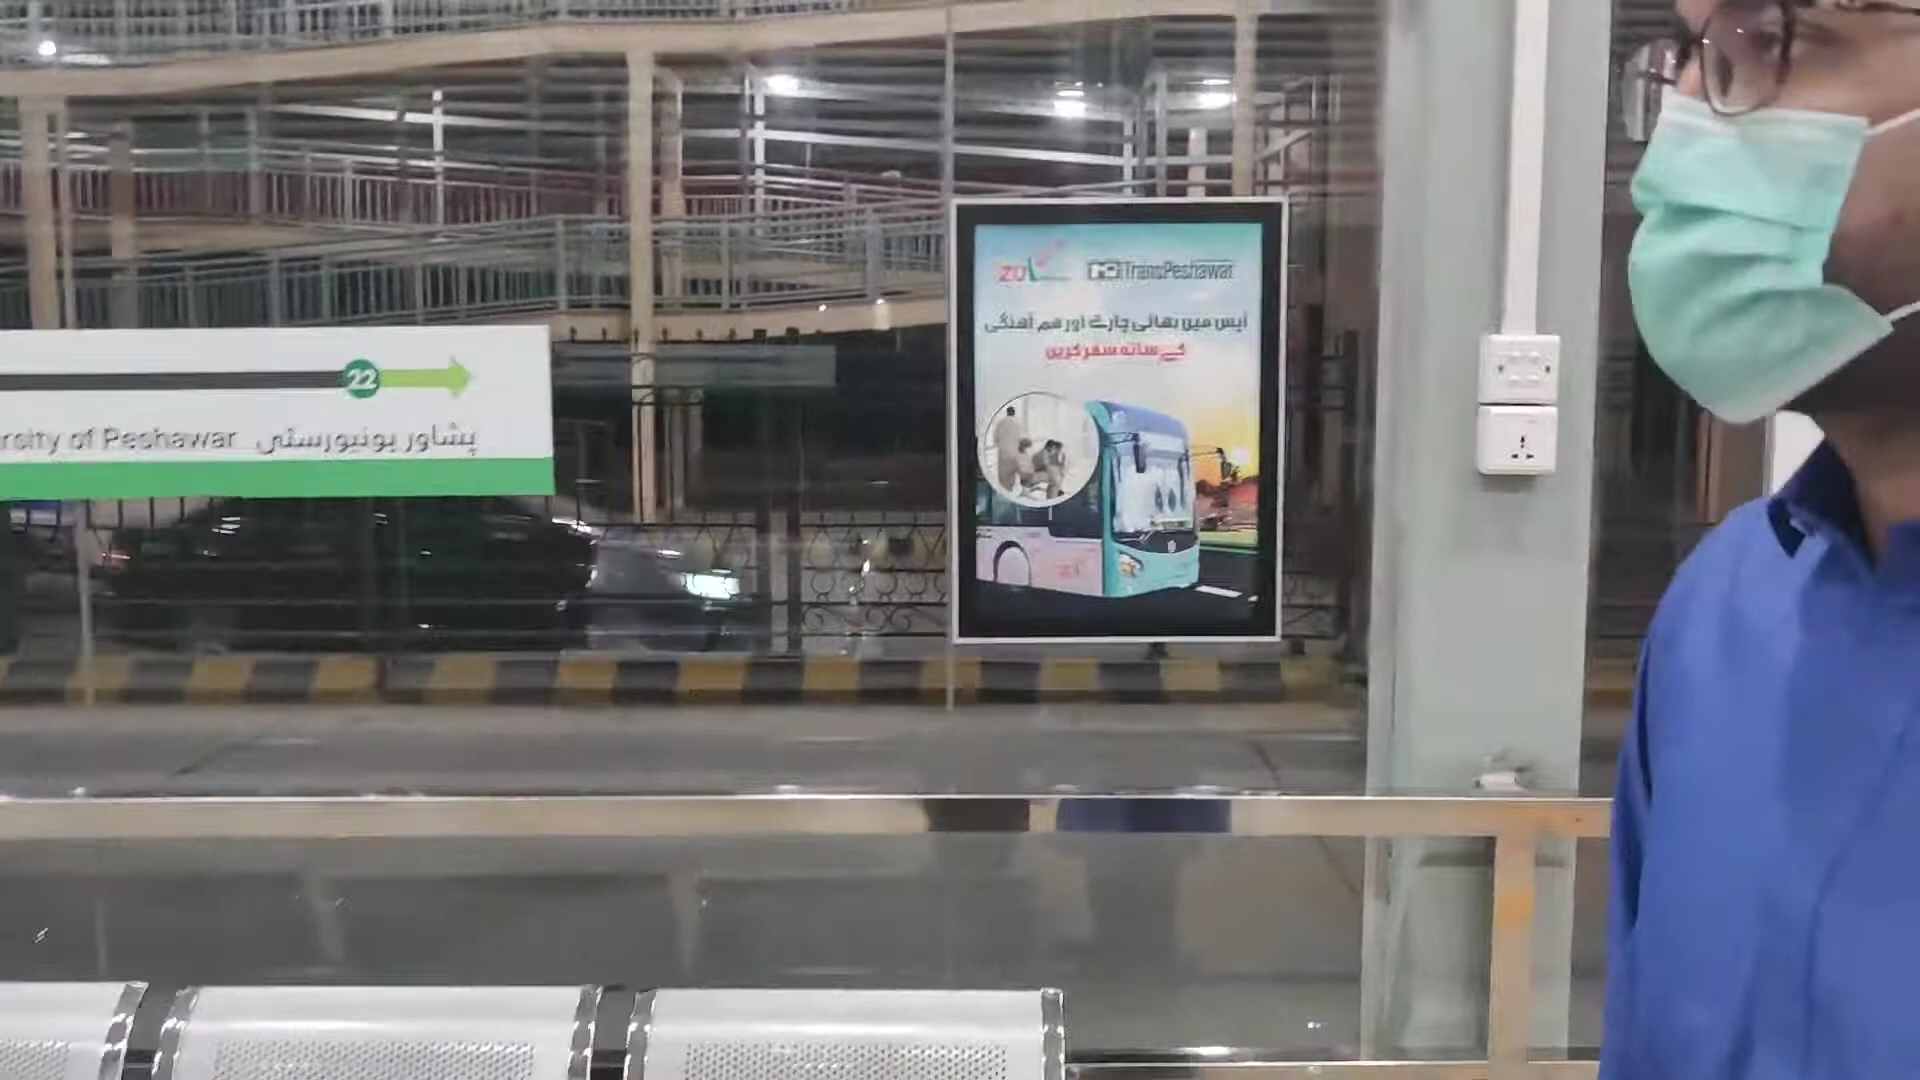 22
rsity of Peshawar پشاور یونیورسٹی
ZU
TransPeshawar
آپس میں بھائی چارے اور ہم آہنگی
کے ساتھ سفر کریں